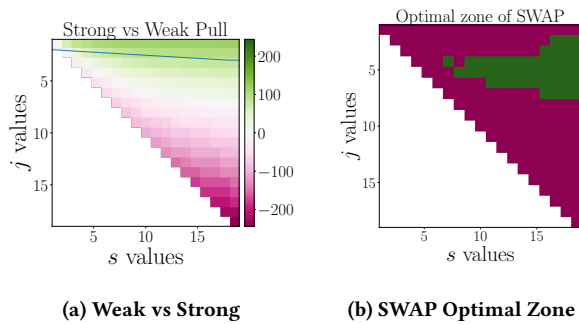 Strong vs Weak Pull
j values
5
10
15
5
10
15
s values
200
100
0
−100
−200
(a) Weak vs Strong
Optimal zone of SWAP
j values
5
10
15
5
10
15
s values
(b) SWAP Optimal Zone